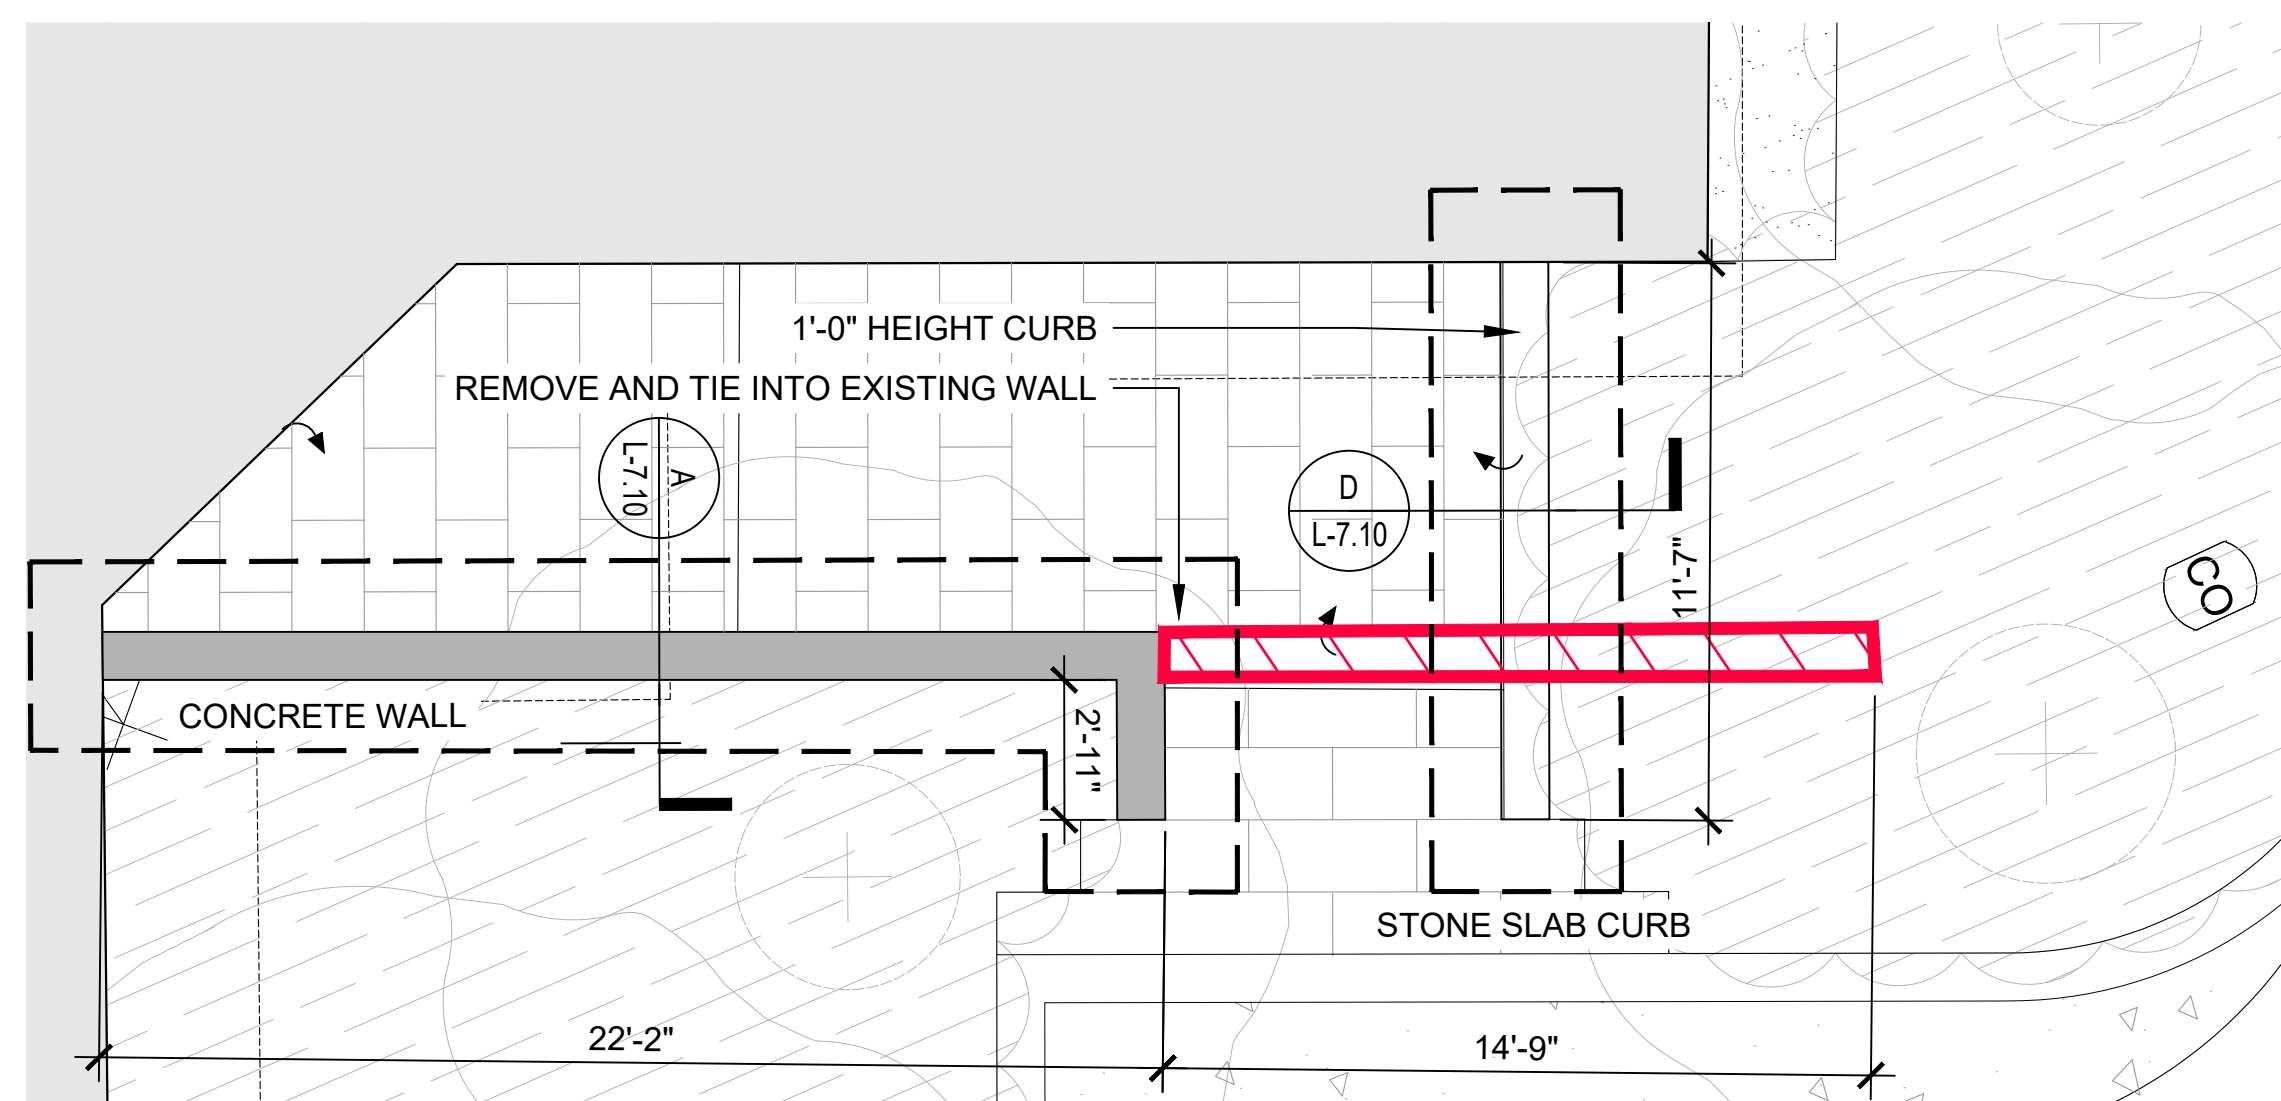 1'-0" HEIGHT CURB
REMOVE AND TIE INTO EXISTING WALL
A
L-7.10
D
L-7.10
11'-7"
CO
CONCRETE WALL
2'-11"
STONE SLAB CURB
22'-2"
14'-9"